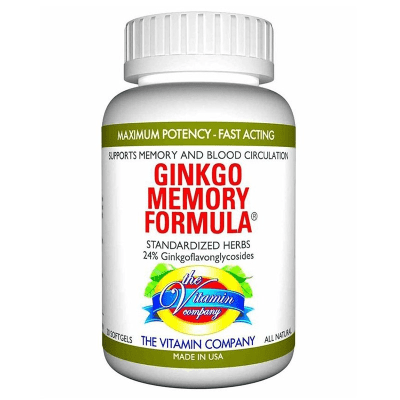 MAXIMUM POTENCY - FAST ACTING
SUPPORTS MEMORY AND BLOOD CIRCULATION
GINKGO
MEMORY
FORMULA®
STANDARDIZED HERBS
24% Ginkgoflavonglycosides
the
Vitamin
company
SOFTGELS
ALL NATURAL
THE VITAMIN COMPANY
MADE IN USA